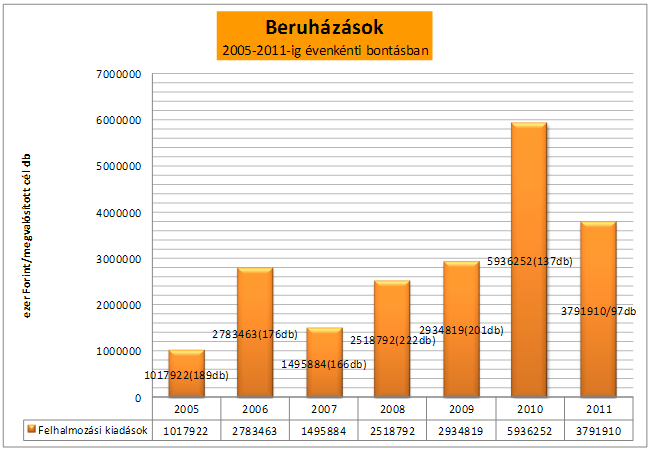 Beruházások
2005-2011-ig évenkénti bontásban
ezer Forint/megvalósított cél db
7000000
6000000
5000000
4000000
3000000
2000000
1000000
0
1017922(189db)
2783463(176db)
1495884(166db)
2518792(222db)
2934819(201db)
5936252(137db)
3791910/97db
2005 2006 2007 2008 2009 2010 2011
Felhalmozási kiadások 1017922 2783463 1495884 2518792 2934819 5936252 3791910